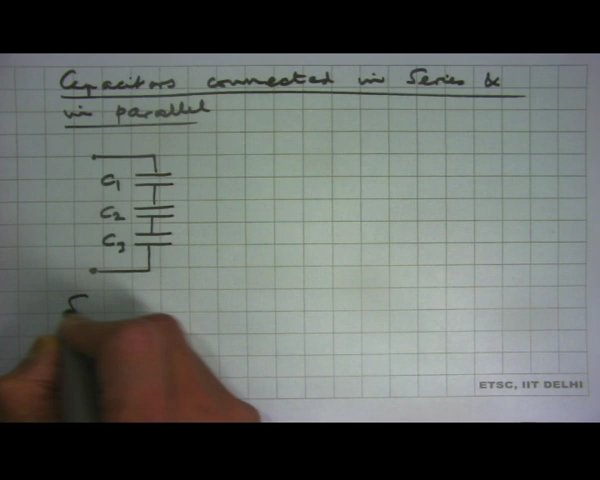 Capacitors connected in Series &
in parallel
C1
C2
C3
S
ETSC, IIT DELHI